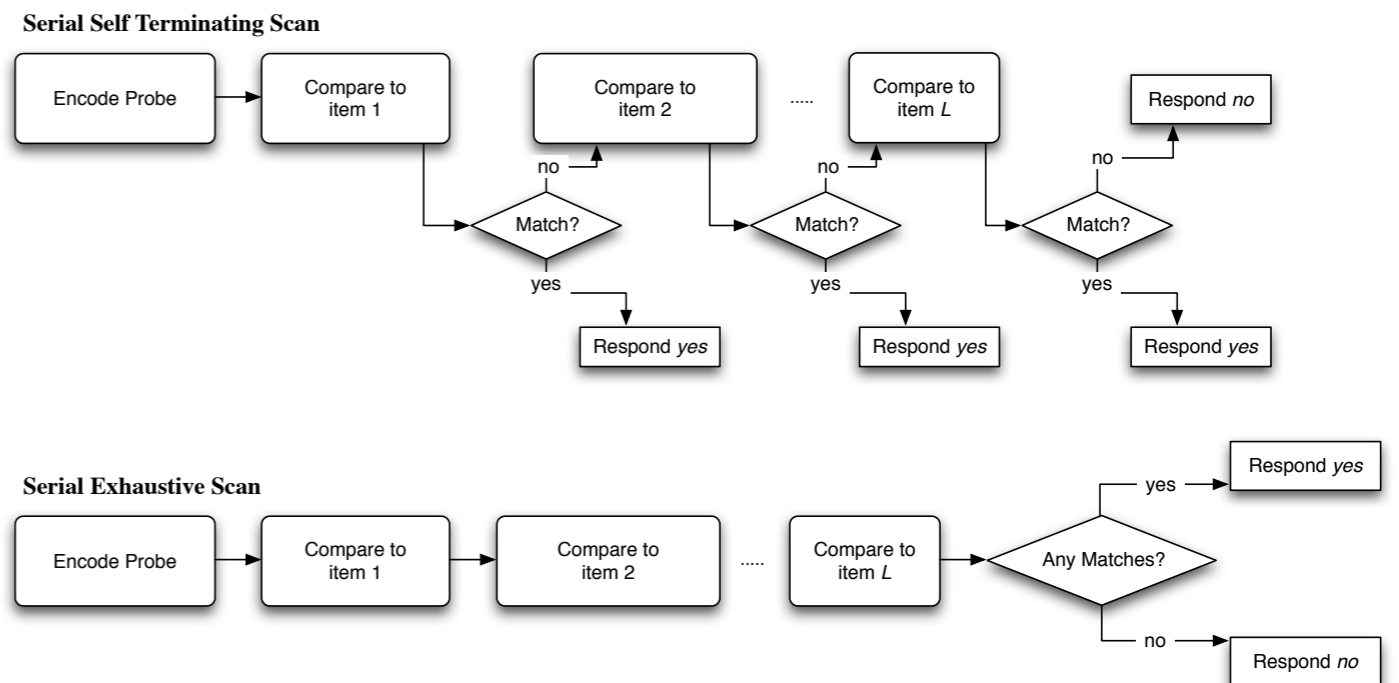 Serial Self Terminating Scan
Encode Probe
Compare to
item 1
Compare to
item 2
.....
Compare to
item L
Respond no
no
no
no
Match?
Match?
Match?
yes
yes
yes
Respond yes
Respond yes
Respond yes
Serial Exhaustive Scan
Encode Probe
Compare to
item 1
Compare to
item 2
.....
Compare to
item L
Any Matches?
yes
Respond yes
no
Respond no